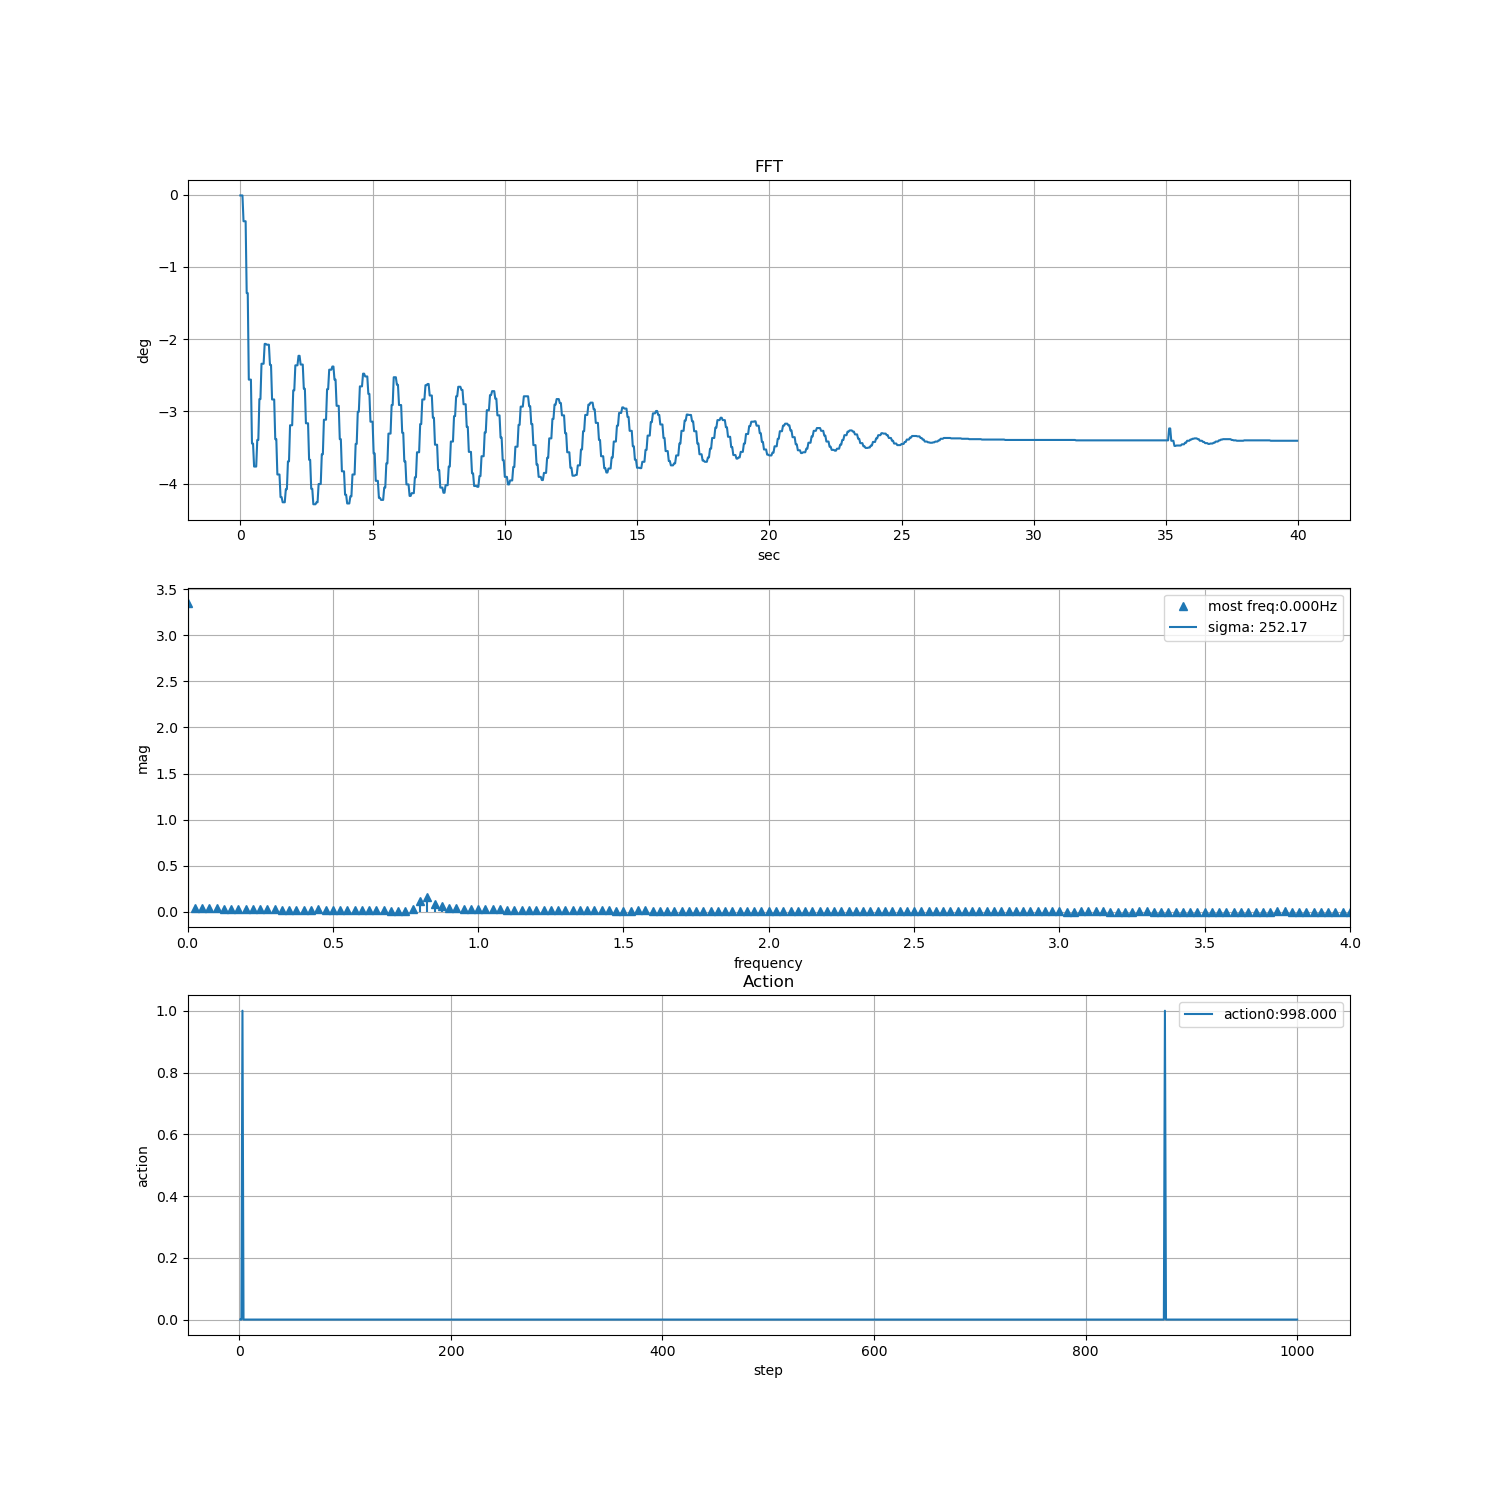 FFT
0
−1
−2
−3
−4
deg
0 5 10 15 20 25 30 35 40
sec
3.5
3.0
2.5
2.0
1.5
1.0
0.5
0.0
mag
most freq:0.000Hz
sigma: 252.17
0.0 0.5 1.0 1.5 2.0 2.5 3.0 3.5 4.0
frequency
Action
1.0
0.8
0.6
0.4
0.2
0.0
action
action0:998.000
0 200 400 600 800 1000
step